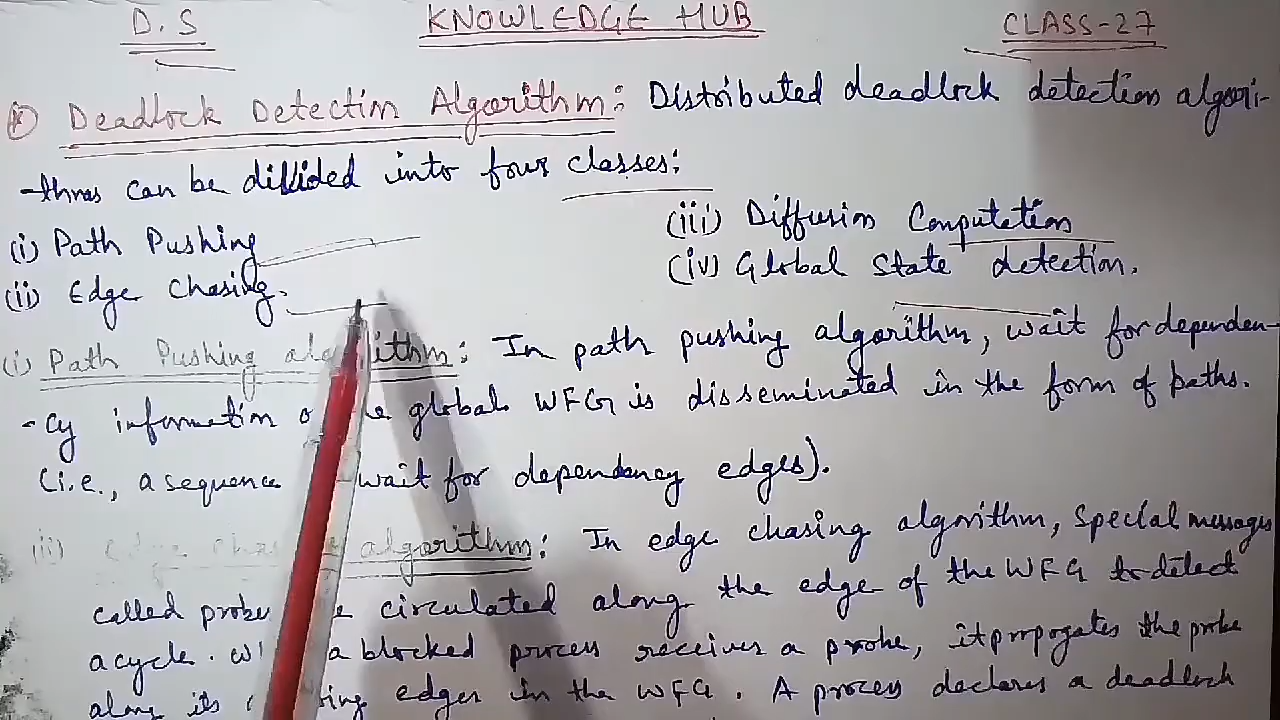 D.S KNOWLEDGE HUB CLASS-27
Deadlock Detectim Algorithm: Distributed deadlock detection algori-
-thms can be divided into four classes:
(i) Path Pushing
(ii) Edge Chasing.
(iii) Diffusion Computation
(iv) Global State detection.
(i) Path Pushing algorithm: In path pushing algorithm, wait for dependen-
-cy information the global WFG is disseminated in the form of paths.
(i.e., a sequence wait for dependency edges).
(ii) Edge algorithm: In edge chasing algorithm, special messages
called circulated along the edge of the WFG to detect
a cycle. a blocked process receives a probe, it propogates the probe
along its edges in the WFG. A process declares a deadlock